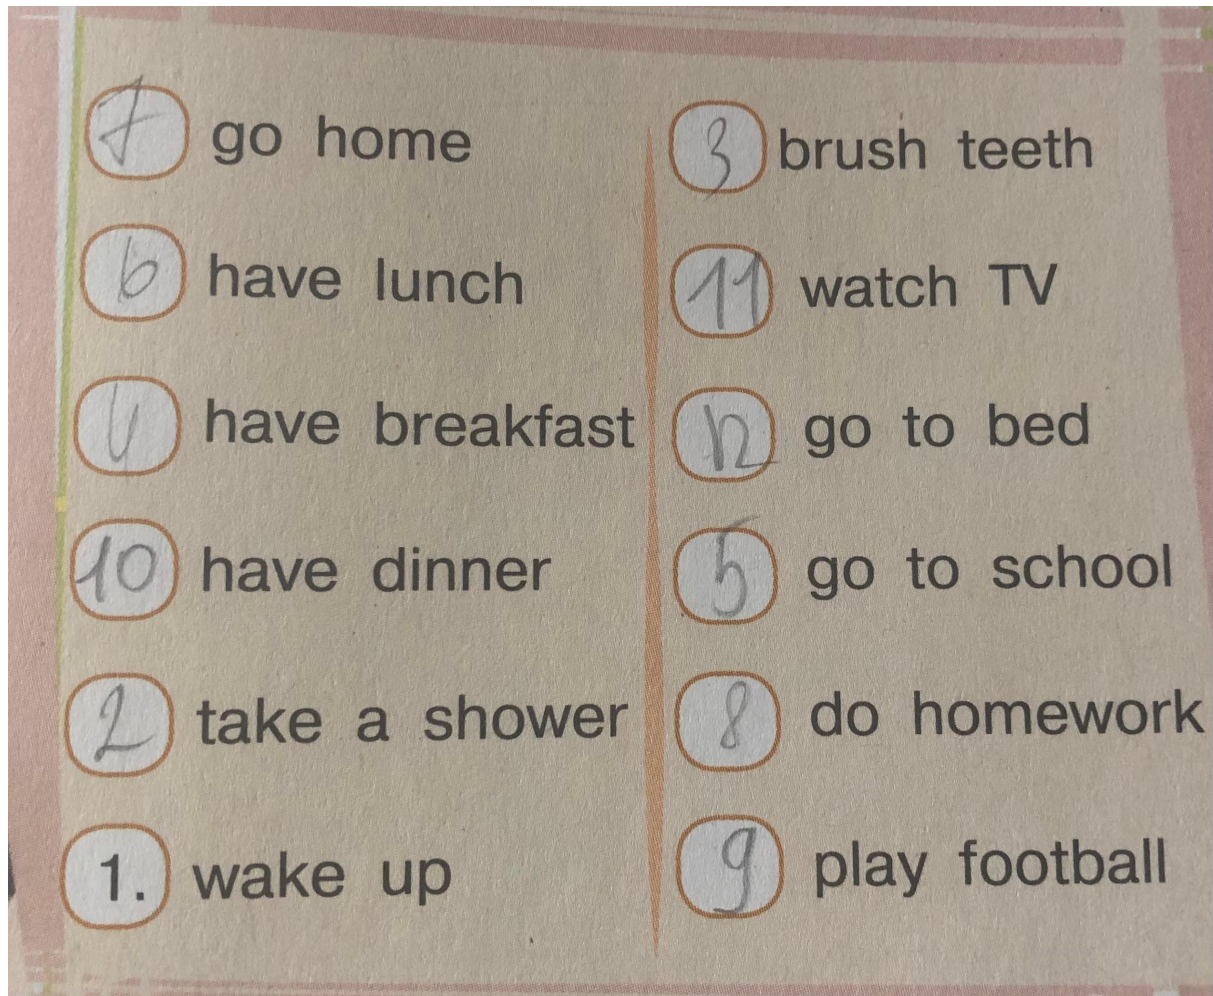 7 go home
6 have lunch
4 have breakfast
10 have dinner
2 take a shower
1. wake up
3 brush teeth
11 watch TV
12 go to bed
5 go to school
8 do homework
9 play football